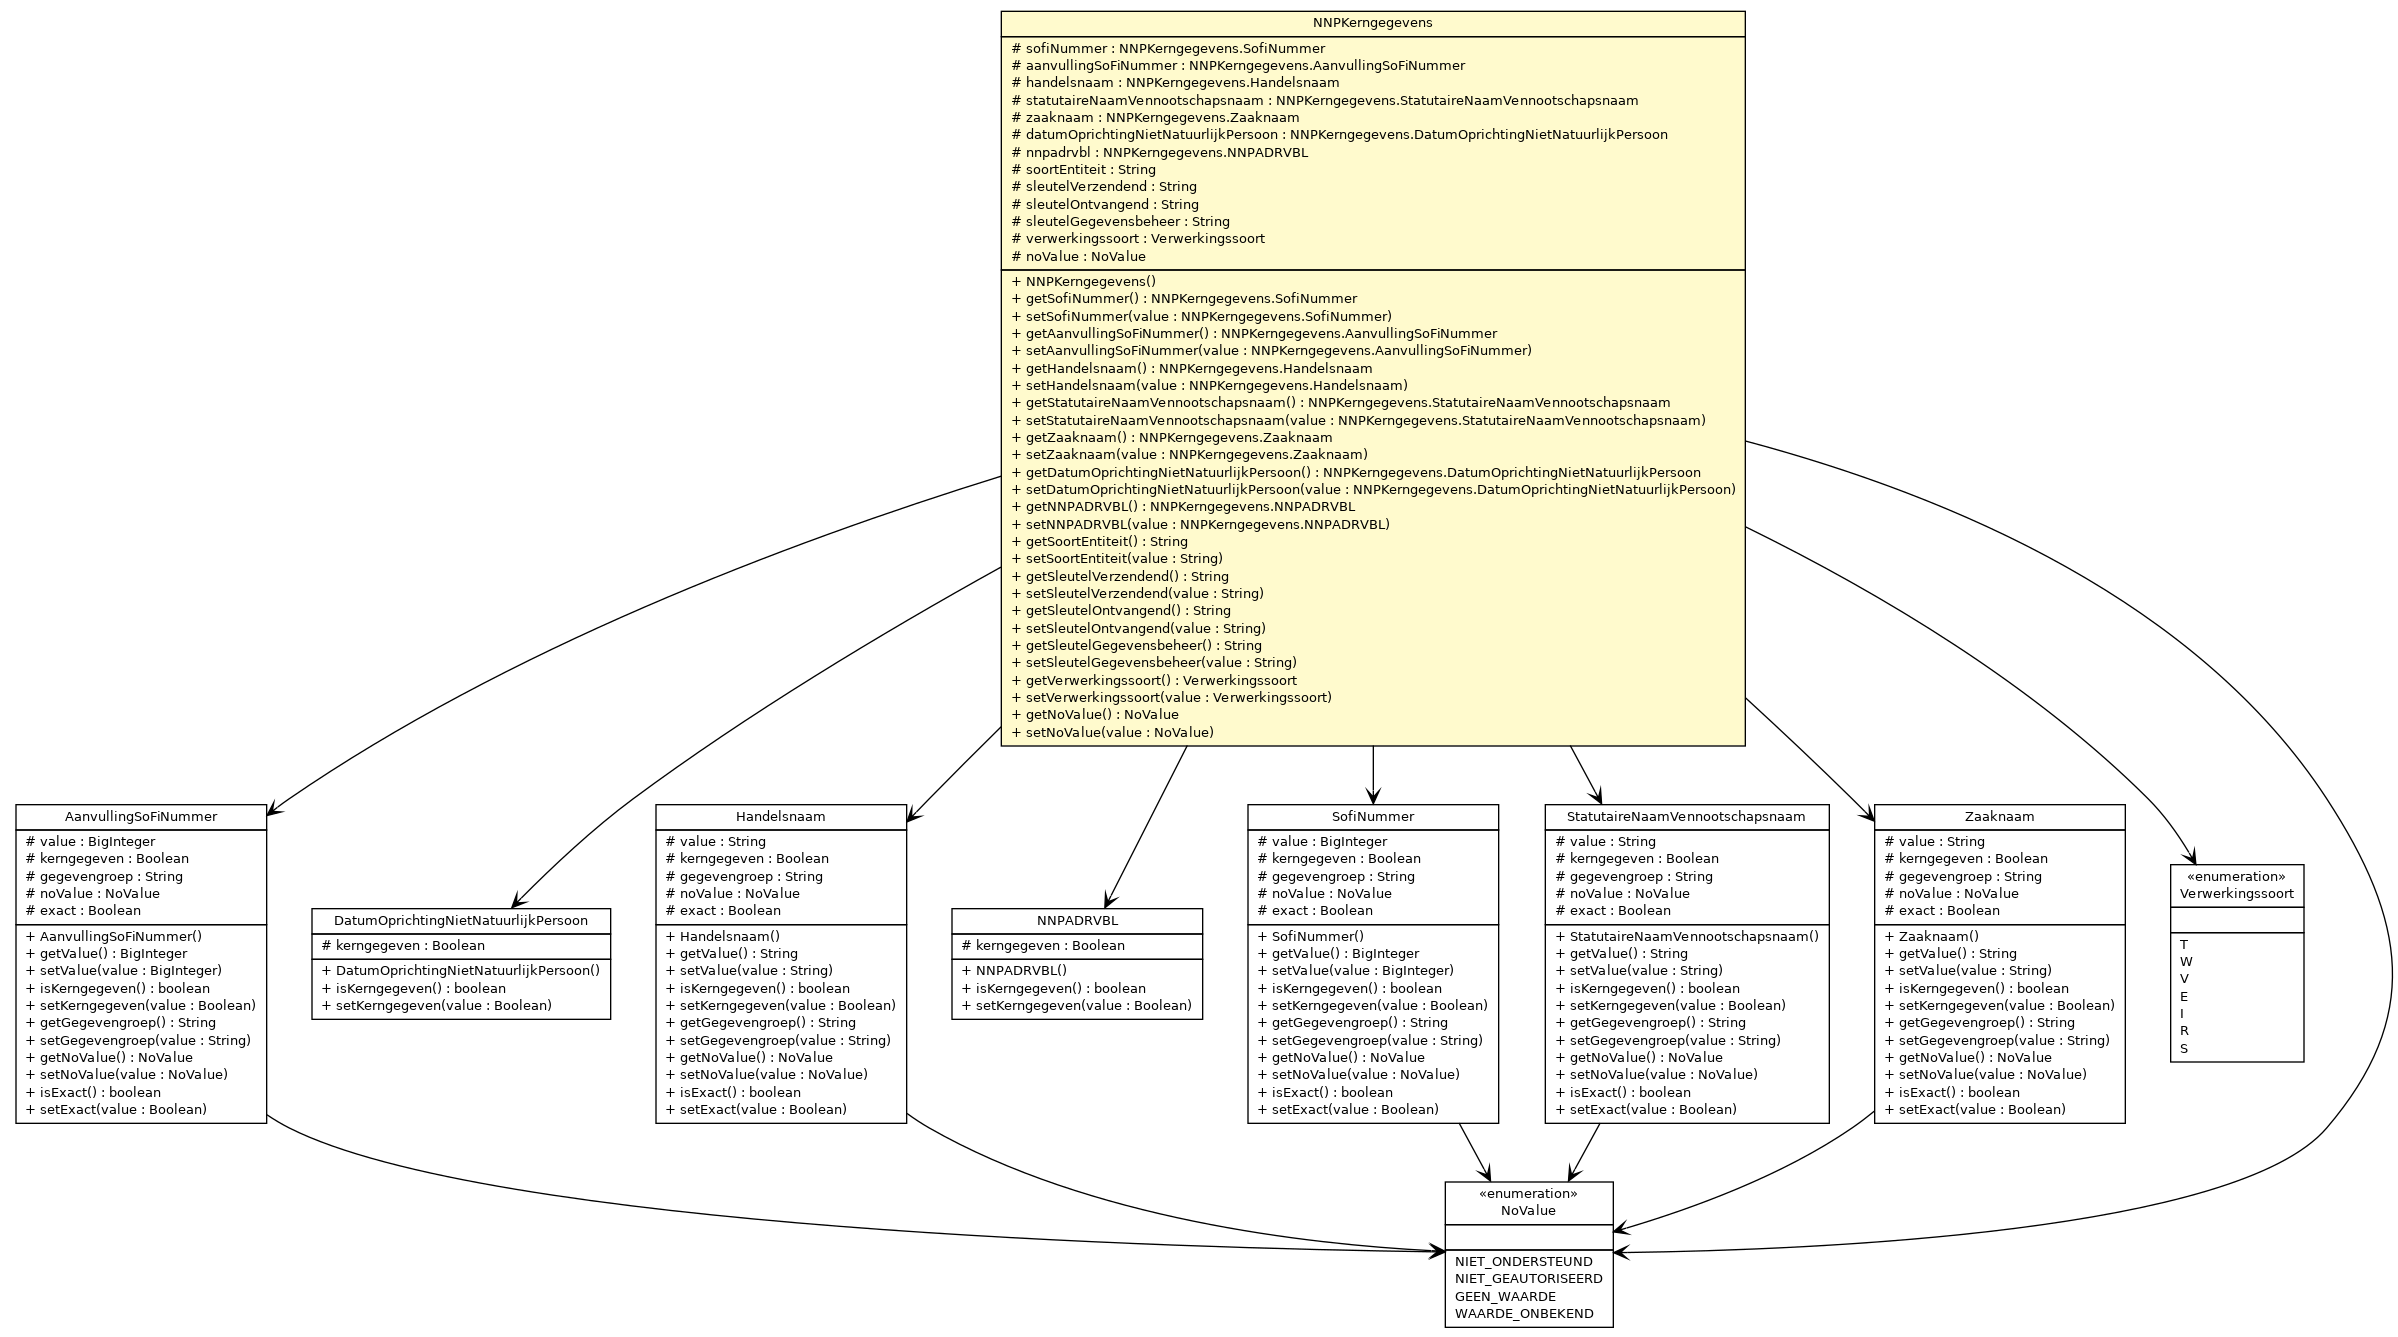 NNPKerngegevens
# sofiNummer : NNPKerngegevens.SofiNummer
# aanvullingSoFiNummer : NNPKerngegevens.AanvullingSoFiNummer
# handelsnaam : NNPKerngegevens.Handelsnaam
# statutaireNaamVennootschapsnaam : NNPKerngegevens.StatutaireNaamVennootschapsnaam
# zaaknaam : NNPKerngegevens.Zaaknaam
# datumOprichtingNietNatuurlijkPersoon : NNPKerngegevens.DatumOprichtingNietNatuurlijkPersoon
# nnpadrvbl : NNPKerngegevens.NNPADRVBL
# soortEntiteit : String
# sleutelVerzendend : String
# sleutelOntvangend : String
# sleutelGegevensbeheer : String
# verwerkingssoort : Verwerkingssoort
# noValue : NoValue
+ NNPKerngegevens()
+ getSofiNummer() : NNPKerngegevens.SofiNummer
+ setSofiNummer(value : NNPKerngegevens.SofiNummer)
+ getAanvullingSoFiNummer() : NNPKerngegevens.AanvullingSoFiNummer
+ setAanvullingSoFiNummer(value : NNPKerngegevens.AanvullingSoFiNummer)
+ getHandelsnaam() : NNPKerngegevens.Handelsnaam
+ setHandelsnaam(value : NNPKerngegevens.Handelsnaam)
+ getStatutaireNaamVennootschapsnaam() : NNPKerngegevens.StatutaireNaamVennootschapsnaam
+ setStatutaireNaamVennootschapsnaam(value : NNPKerngegevens.StatutaireNaamVennootschapsnaam)
+ getZaaknaam() : NNPKerngegevens.Zaaknaam
+ setZaaknaam(value : NNPKerngegevens.Zaaknaam)
+ getDatumOprichtingNietNatuurlijkPersoon() : NNPKerngegevens.DatumOprichtingNietNatuurlijkPersoon
+ setDatumOprichtingNietNatuurlijkPersoon(value : NNPKerngegevens.DatumOprichtingNietNatuurlijkPersoon)
+ getNNPADRVBL() : NNPKerngegevens.NNPADRVBL
+ setNNPADRVBL(value : NNPKerngegevens.NNPADRVBL)
+ getSoortEntiteit() : String
+ setSoortEntiteit(value : String)
+ getSleutelVerzendend() : String
+ setSleutelVerzendend(value : String)
+ getSleutelOntvangend() : String
+ setSleutelOntvangend(value : String)
+ getSleutelGegevensbeheer() : String
+ setSleutelGegevensbeheer(value : String)
+ getVerwerkingssoort() : Verwerkingssoort
+ setVerwerkingssoort(value : Verwerkingssoort)
+ getNoValue() : NoValue
+ setNoValue(value : NoValue)
AanvullingSoFiNummer
# value : BigInteger
# kerngegeven : Boolean
# gegevengroep : String
# noValue : NoValue
# exact : Boolean
+ AanvullingSoFiNummer()
+ getValue() : BigInteger
+ setValue(value : BigInteger)
+ isKerngegeven() : boolean
+ setKerngegeven(value : Boolean)
+ getGegevengroep() : String
+ setGegevengroep(value : String)
+ getNoValue() : NoValue
+ setNoValue(value : NoValue)
+ isExact() : boolean
+ setExact(value : Boolean)
DatumOprichtingNietNatuurlijkPersoon
# kerngegeven : Boolean
+ DatumOprichtingNietNatuurlijkPersoon()
+ isKerngegeven() : boolean
+ setKerngegeven(value : Boolean)
Handelsnaam
# value : String
# kerngegeven : Boolean
# gegevengroep : String
# noValue : NoValue
# exact : Boolean
+ Handelsnaam()
+ getValue() : String
+ setValue(value : String)
+ isKerngegeven() : boolean
+ setKerngegeven(value : Boolean)
+ getGegevengroep() : String
+ setGegevengroep(value : String)
+ getNoValue() : NoValue
+ setNoValue(value : NoValue)
+ isExact() : boolean
+ setExact(value : Boolean)
NNPADRVBL
# kerngegeven : Boolean
+ NNPADRVBL()
+ isKerngegeven() : boolean
+ setKerngegeven(value : Boolean)
SofiNummer
# value : BigInteger
# kerngegeven : Boolean
# gegevengroep : String
# noValue : NoValue
# exact : Boolean
+ SofiNummer()
+ getValue() : BigInteger
+ setValue(value : BigInteger)
+ isKerngegeven() : boolean
+ setKerngegeven(value : Boolean)
+ getGegevengroep() : String
+ setGegevengroep(value : String)
+ getNoValue() : NoValue
+ setNoValue(value : NoValue)
+ isExact() : boolean
+ setExact(value : Boolean)
StatutaireNaamVennootschapsnaam
# value : String
# kerngegeven : Boolean
# gegevengroep : String
# noValue : NoValue
# exact : Boolean
+ StatutaireNaamVennootschapsnaam()
+ getValue() : String
+ setValue(value : String)
+ isKerngegeven() : boolean
+ setKerngegeven(value : Boolean)
+ getGegevengroep() : String
+ setGegevengroep(value : String)
+ getNoValue() : NoValue
+ setNoValue(value : NoValue)
+ isExact() : boolean
+ setExact(value : Boolean)
Zaaknaam
# value : String
# kerngegeven : Boolean
# gegevengroep : String
# noValue : NoValue
# exact : Boolean
+ Zaaknaam()
+ getValue() : String
+ setValue(value : String)
+ isKerngegeven() : boolean
+ setKerngegeven(value : Boolean)
+ getGegevengroep() : String
+ setGegevengroep(value : String)
+ getNoValue() : NoValue
+ setNoValue(value : NoValue)
+ isExact() : boolean
+ setExact(value : Boolean)
«enumeration»
Verwerkingssoort
T
W
V
E
I
R
S
«enumeration»
NoValue
NIET_ONDERSTEUND
NIET_GEAUTORISEERD
GEEN_WAARDE
WAARDE_ONBEKEND